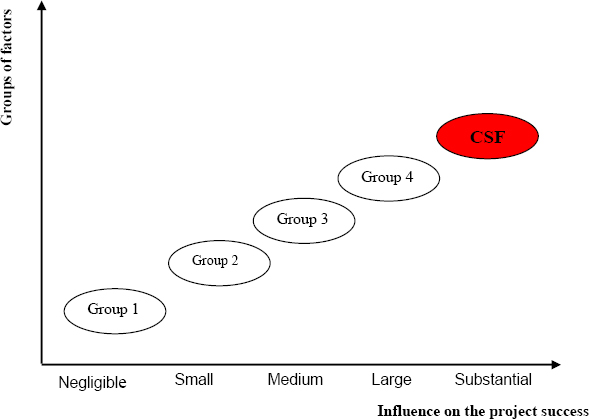 Groups of factors
CSF
Group 4
Group 3
Group 2
Group 1
Negligible Small Medium Large Substantial
Influence on the project success